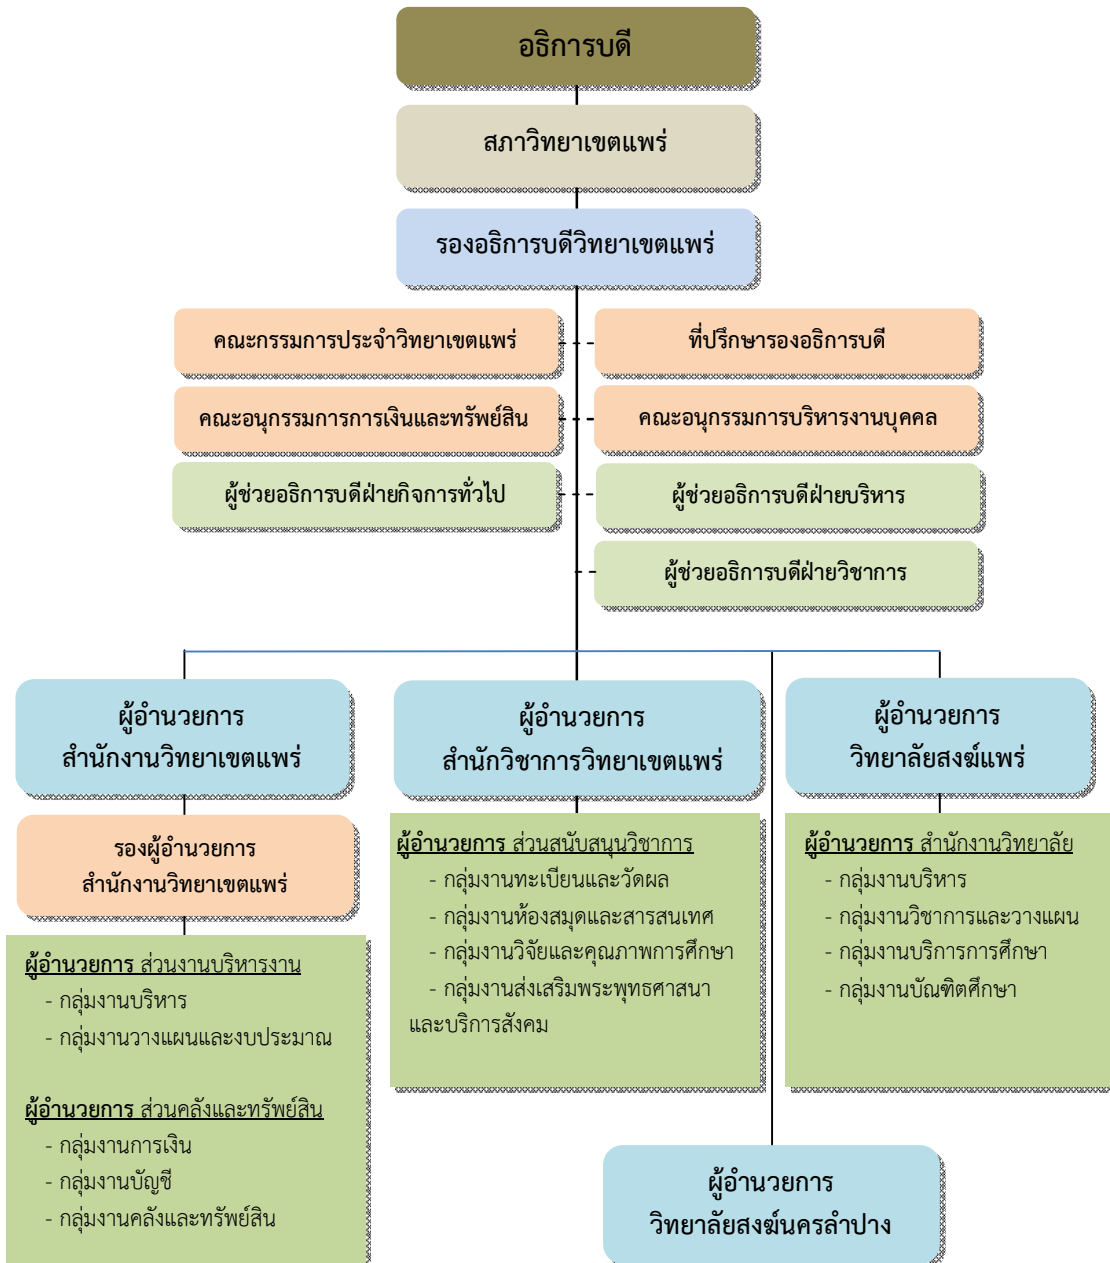 อธิการบดี
สภาวิทยาเขตแพร่
รองอธิการบดีวิทยาเขตแพร่
คณะกรรมการประจำวิทยาเขตแพร่
ที่ปรึกษารองอธิการบดี
คณะอนุกรรมการการเงินและทรัพย์สิน
คณะอนุกรรมการบริหารงานบุคคล
ผู้ช่วยอธิการบดีฝ่ายกิจการทั่วไป
ผู้ช่วยอธิการบดีฝ่ายบริหาร
ผู้ช่วยอธิการบดีฝ่ายวิชาการ
ผู้อำนวยการ
สำนักงานวิทยาเขตแพร่
รองผู้อำนวยการ
สำนักงานวิทยาเขตแพร่
ผู้อำนวยการ ส่วนงานบริหารงาน
- กลุ่มงานบริหาร
- กลุ่มงานวางแผนและงบประมาณ
ผู้อำนวยการ ส่วนคลังและทรัพย์สิน
- กลุ่มงานการเงิน
- กลุ่มงานบัญชี
- กลุ่มงานคลังและทรัพย์สิน
ผู้อำนวยการ
สำนักวิชาการวิทยาเขตแพร่
ผู้อำนวยการ ส่วนสนับสนุนวิชาการ
- กลุ่มงานทะเบียนและวัดผล
- กลุ่มงานห้องสมุดและสารสนเทศ
- กลุ่มงานวิจัยและคุณภาพการศึกษา
- กลุ่มงานส่งเสริมพระพุทธศาสนา
และบริการสังคม
ผู้อำนวยการ
วิทยาลัยสงฆ์แพร่
ผู้อำนวยการ สำนักงานวิทยาลัย
- กลุ่มงานบริหาร
- กลุ่มงานวิชาการและวางแผน
- กลุ่มงานบริการการศึกษา
- กลุ่มงานบัณฑิตศึกษา
ผู้อำนวยการ
วิทยาลัยสงฆ์นครลำปาง